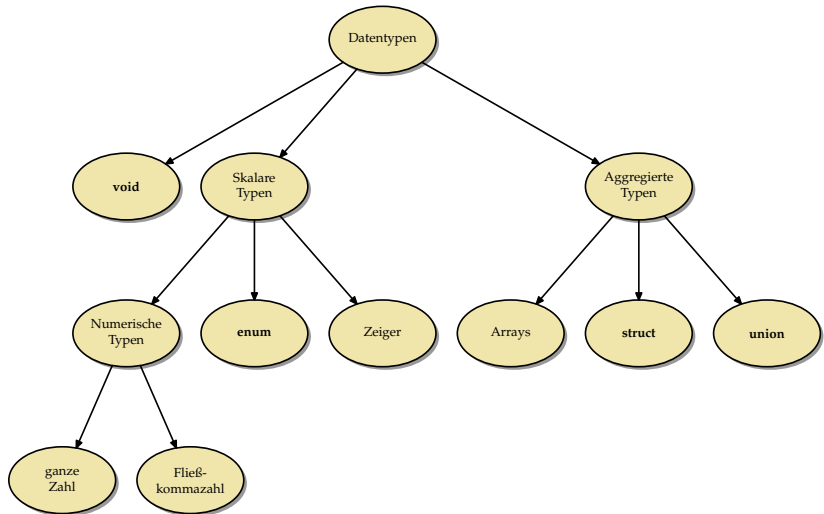 Datentypen
void
Skalare
Typen
Aggregierte
Typen
Numerische
Typen
enum
Zeiger
Arrays
struct
union
ganze
Zahl
Fließ-
kommazahl